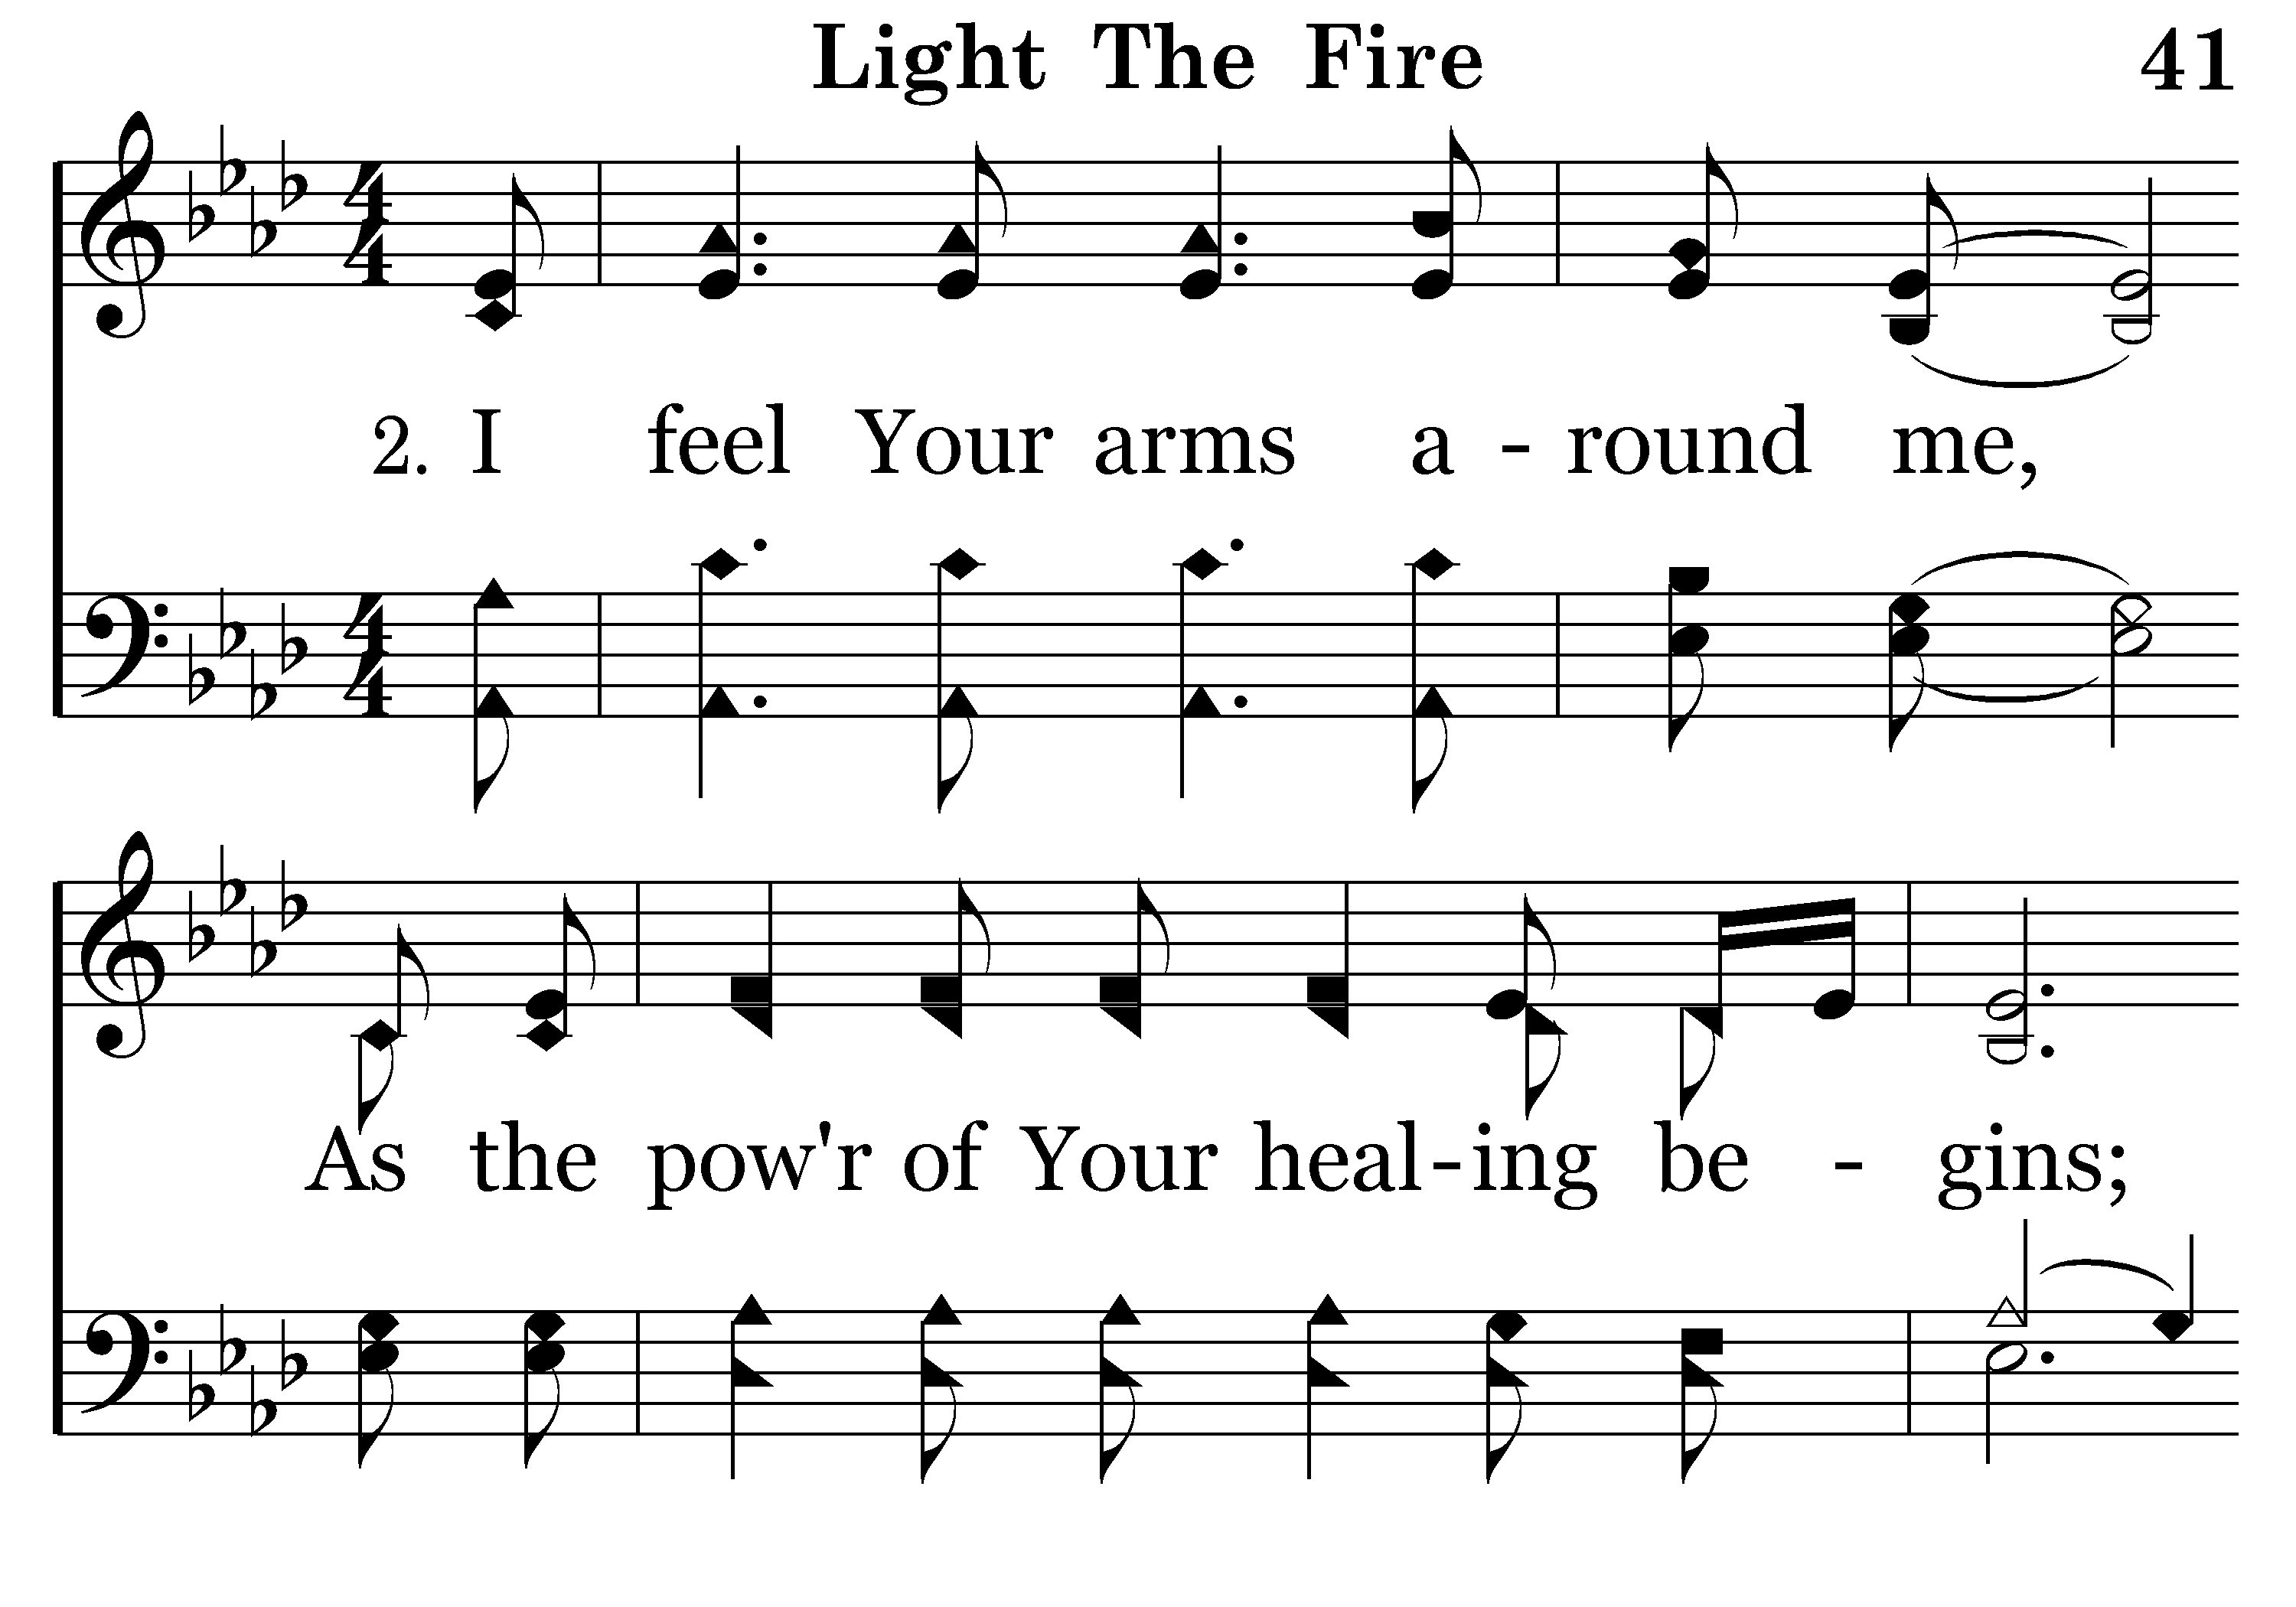 Light The Fire 41
2. I feel Your arms a - round me,
As the pow'r of Your heal-ing be - gins;